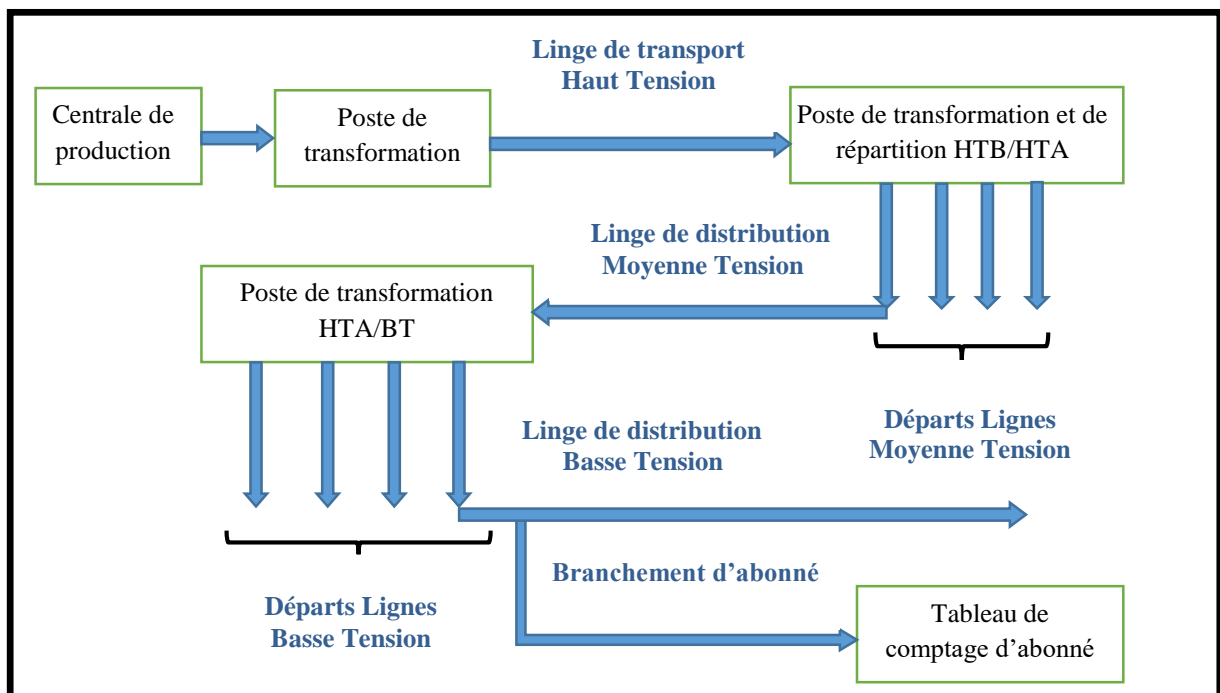 Linge de transport
Haut Tension
Centrale de
production
Poste de
transformation
Poste de transformation et de
répartition HTB/HTA
Linge de distribution
Moyenne Tension
Poste de transformation
HTA/BT
Départs Lignes
Moyenne Tension
Linge de distribution
Basse Tension
Branchement d'abonné
Départs Lignes
Basse Tension
Tableau de
comptage d'abonné